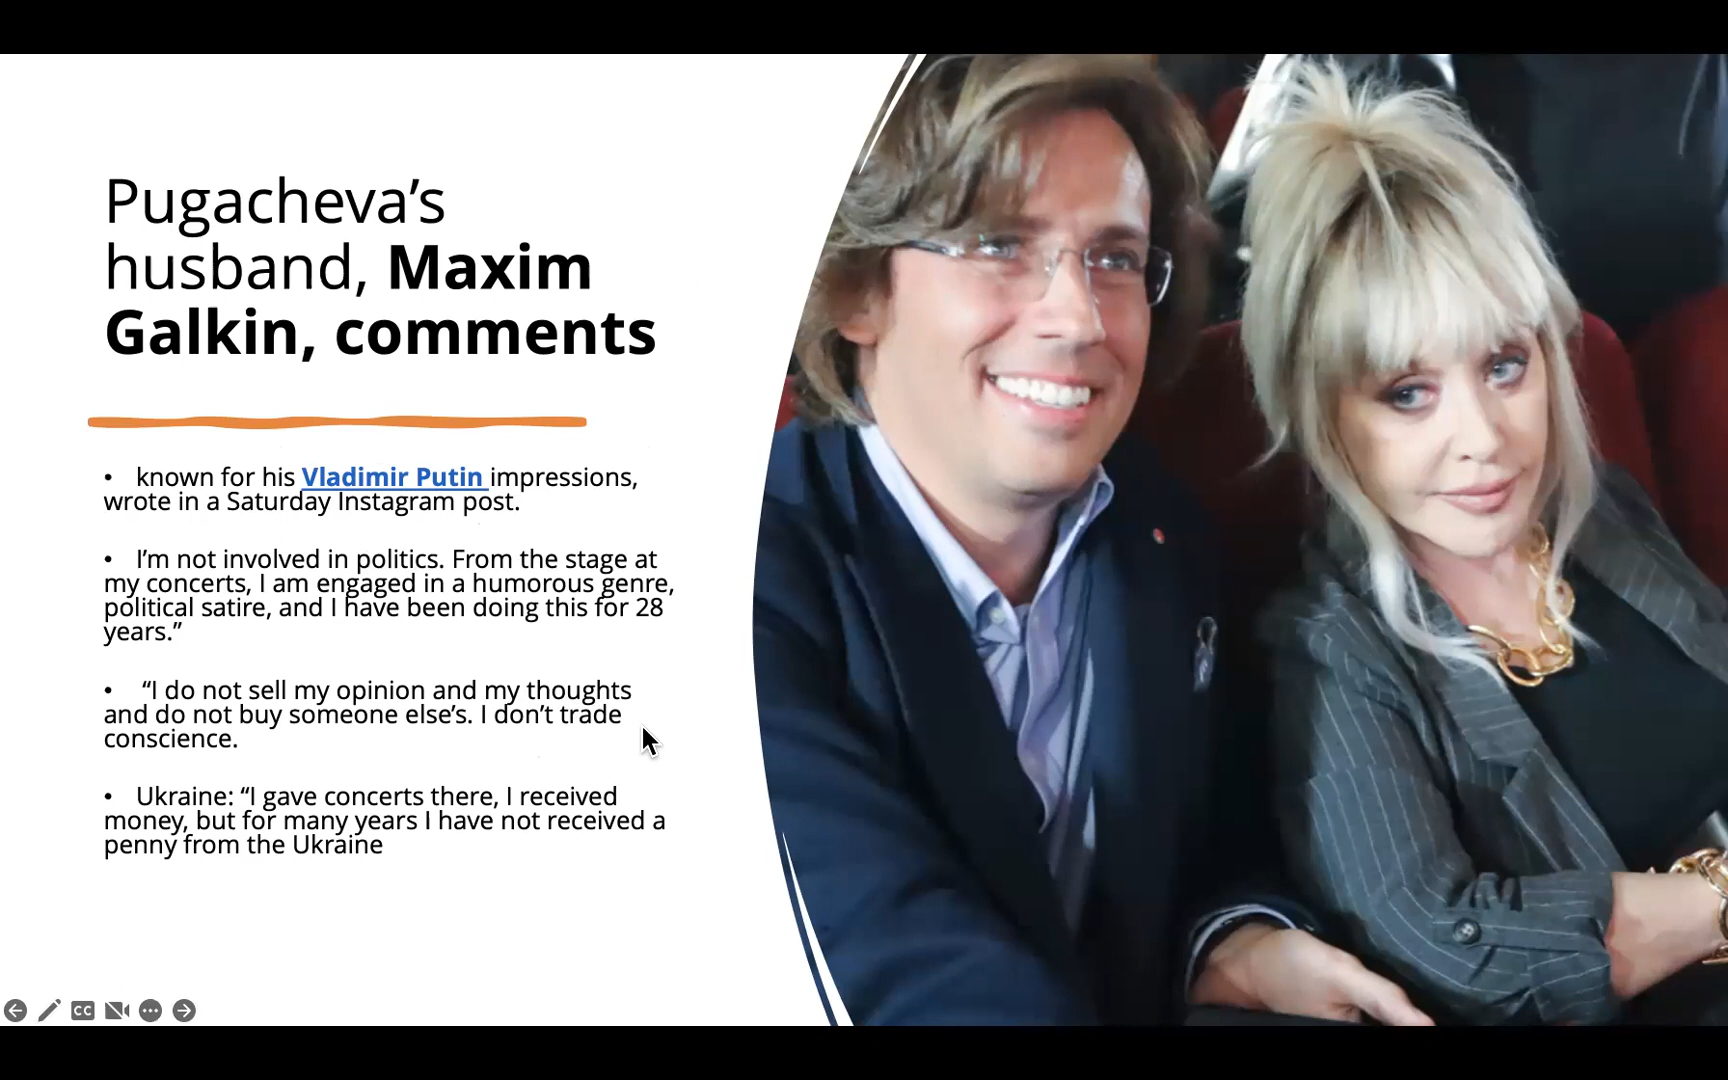 Pugacheva’s
husband, Maxim
Galkin, comments
• known for his Vladimir Putin impressions,
wrote in a Saturday Instagram post.
• I’m not involved in politics. From the stage at
my concerts, I am engaged in a humorous genre,
political satire, and I have been doing this for 28
years.”
• “I do not sell my opinion and my thoughts
and do not buy someone else’s. I don’t trade
conscience.
• Ukraine: “I gave concerts there, I received
money, but for many years I have not received a
penny from the Ukraine
CC